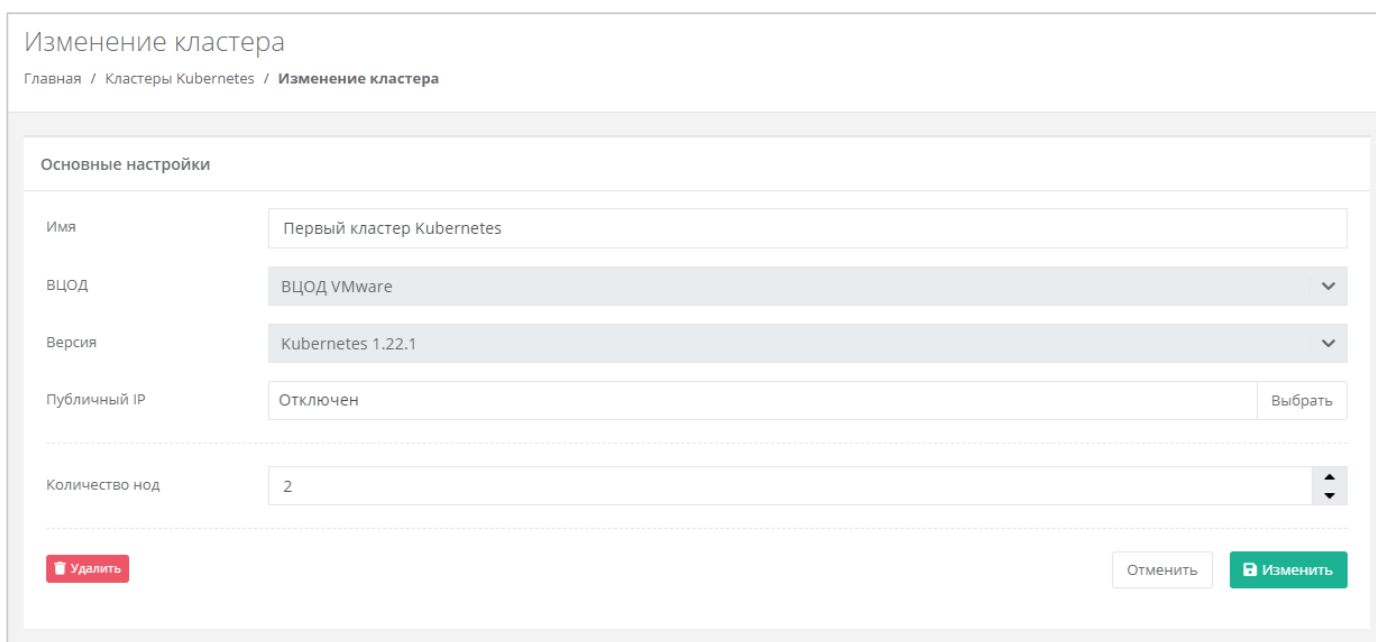 Изменение кластера
Главная / Кластеры Kubernetes / Изменение кластера
Основные настройки
Имя
Первый кластер Kubernetes
ВЦОД
ВЦОД VMware
Версия
Kubernetes 1.22.1
Публичный IP
Отключен
Выбрать
Количество нод
2
Удалить
Отменить
Изменить